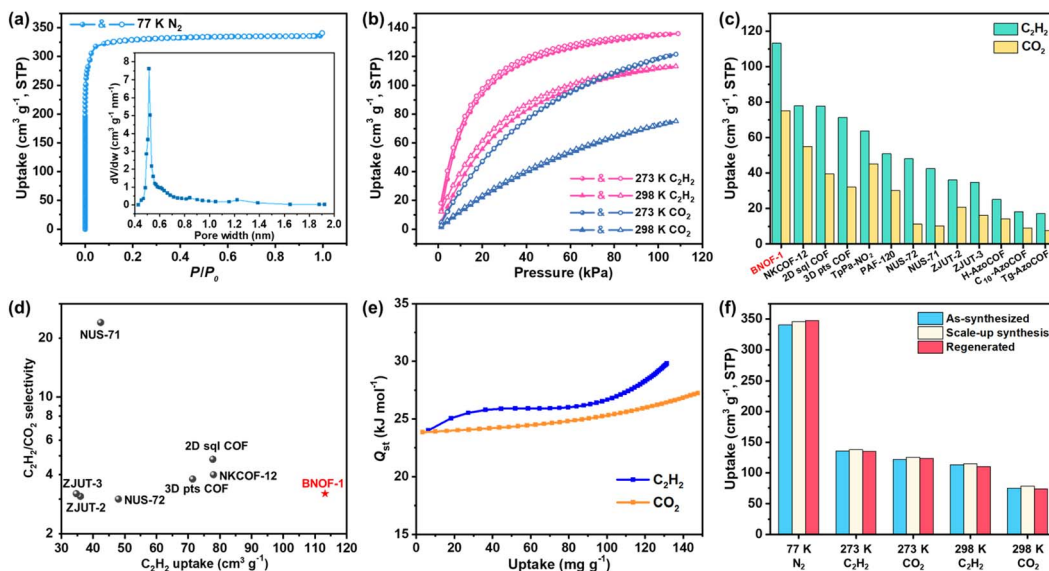 (a)
& 77 K N2
Uptake (cm3 g-1, STP)
350
300
250
200
150
100
50
0
0.0 0.2 0.4 0.6 0.8 1.0
P/P0
dV/dw (cm3 g-1 nm-1)
8
7
6
5
4
3
2
1
0
0.4 0.6 0.8 1.0 1.2 1.4 1.6 1.8 2.0
Pore width (nm)
(b)
Uptake (cm3 g-1, STP)
140
120
100
80
60
40
20
0
& 273 K C2H2
& 298 K C2H2
& 273 K CO2
& 298 K CO2
0 20 40 60 80 100 120
Pressure (kPa)
(c)
C2H2
CO2
Uptake (cm3 g-1, STP)
120
100
80
60
40
20
0
BNOF-1
NKCOF-12
2D sql COF
3D pts COF
TpPa-NO2
PAF-120
NUS-72
NUS-71
ZJUT-2
ZJUT-3
H-AzoCOF
C10-AzoCOF
Tg-AzoCOF
(d)
C2H2/CO2 selectivity
20
10
8
6
4
2
NUS-71
2D sql COF
NKCOF-12
3D pts COF
ZJUT-3
ZJUT-2
NUS-72
BNOF-1
30 40 50 60 70 80 90 100 110 120
C2H2 uptake (cm3 g-1)
(e)
Qst (kJ mol-1)
40
35
30
25
20
15
C2H2
CO2
0 20 40 60 80 100 120 140
Uptake (mg g-1)
(f)
As-synthesized
Scale-up synthesis
Regenerated
Uptake (cm3 g-1, STP)
350
300
250
200
150
100
50
0
77 K
N2
273 K
C2H2
273 K
CO2
298 K
C2H2
298 K
CO2